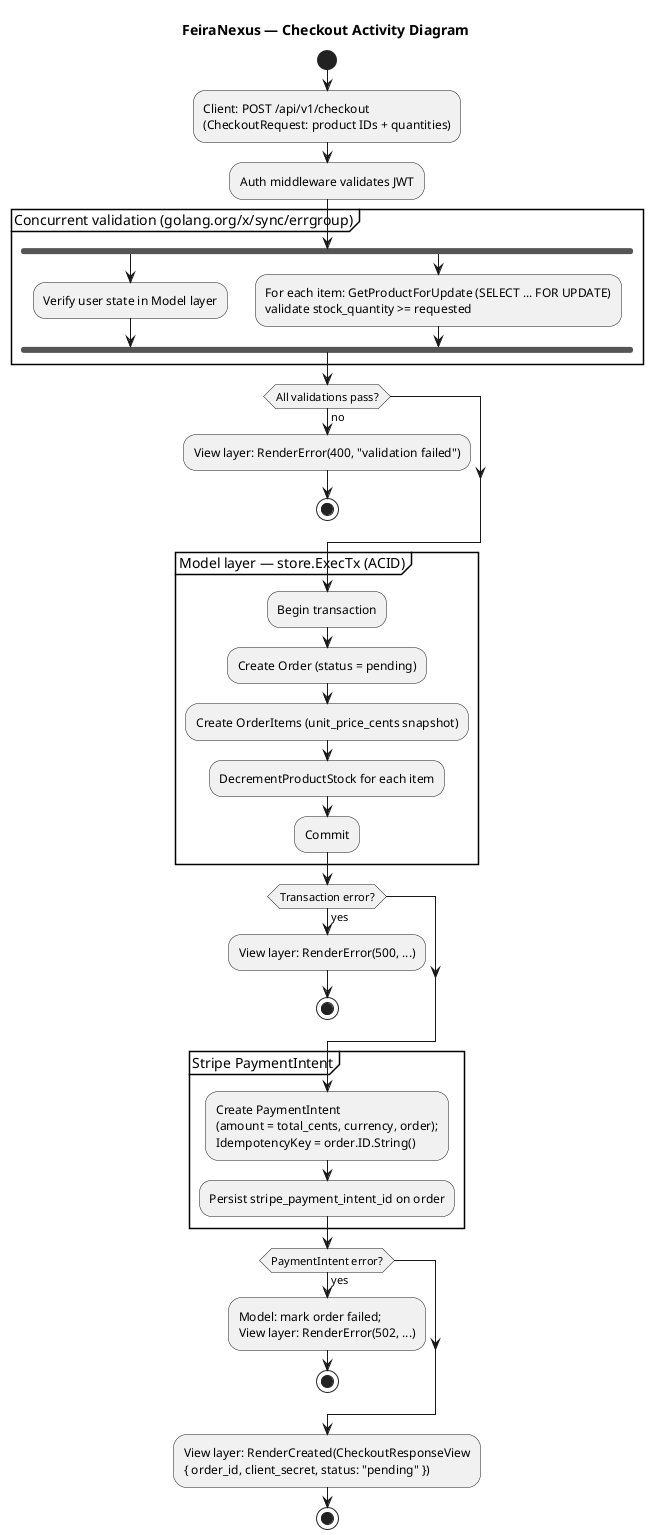 FeiraNexus — Checkout Activity Diagram
Client: POST /api/v1/checkout
(CheckoutRequest: product IDs + quantities)
Auth middleware validates JWT
Concurrent validation (golang.org/x/sync/errgroup)
Verify user state in Model layer
For each item: GetProductForUpdate (SELECT ... FOR UPDATE)
validate stock_quantity >= requested
All validations pass?
no
View layer: RenderError(400, "validation failed")
Model layer — store.ExecTx (ACID)
Begin transaction
Create Order (status = pending)
Create OrderItems (unit_price_cents snapshot)
DecrementProductStock for each item
Commit
Transaction error?
yes
View layer: RenderError(500, ...)
Stripe PaymentIntent
Create PaymentIntent
(amount = total_cents, currency, order);
IdempotencyKey = order.ID.String()
Persist stripe_payment_intent_id on order
PaymentIntent error?
yes
Model: mark order failed;
View layer: RenderError(502, ...)
View layer: RenderCreated(CheckoutResponseView
{ order_id, client_secret, status: "pending" })